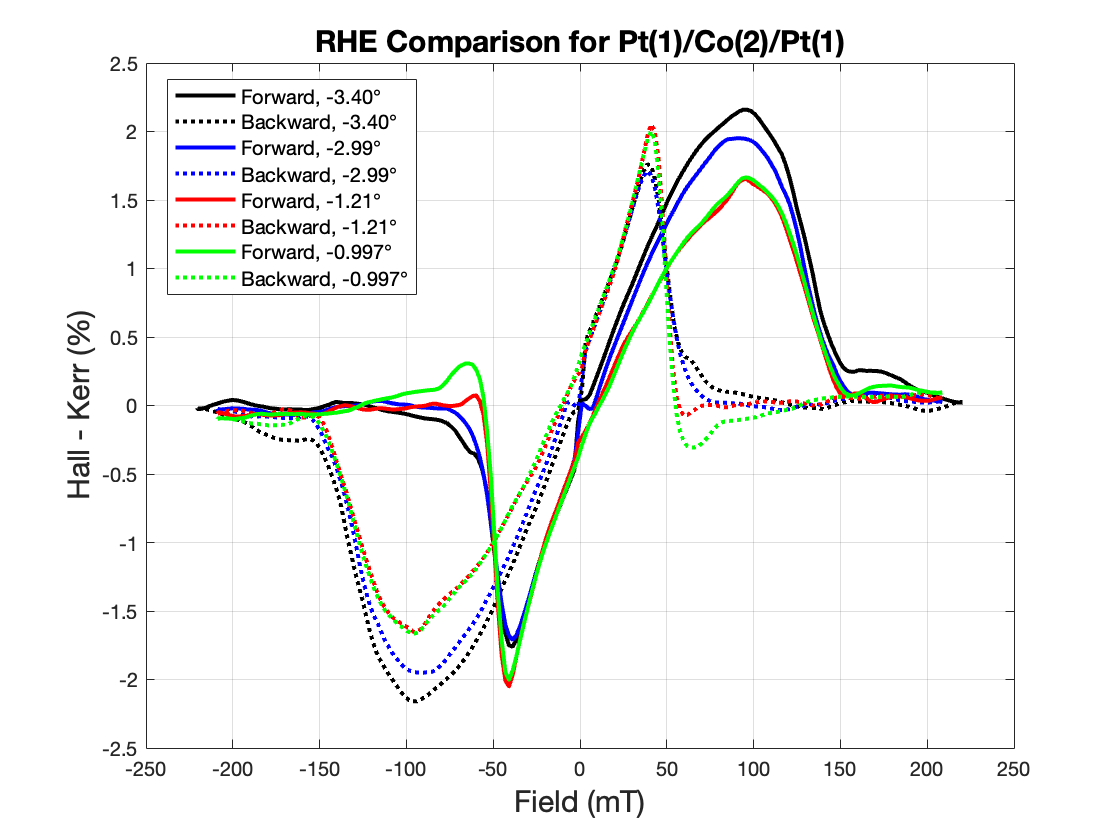 RHE Comparison for Pt(1)/Co(2)/Pt(1)
2.5
2
1.5
1
0.5
0
-0.5
-1
-1.5
-2
-2.5
Hall - Kerr (%)
Forward, -3.40°
Backward, -3.40°
Forward, -2.99°
Backward, -2.99°
Forward, -1.21°
Backward, -1.21°
Forward, -0.997°
Backward, -0.997°
-250 -200 -150 -100 -50 0 50 100 150 200 250
Field (mT)